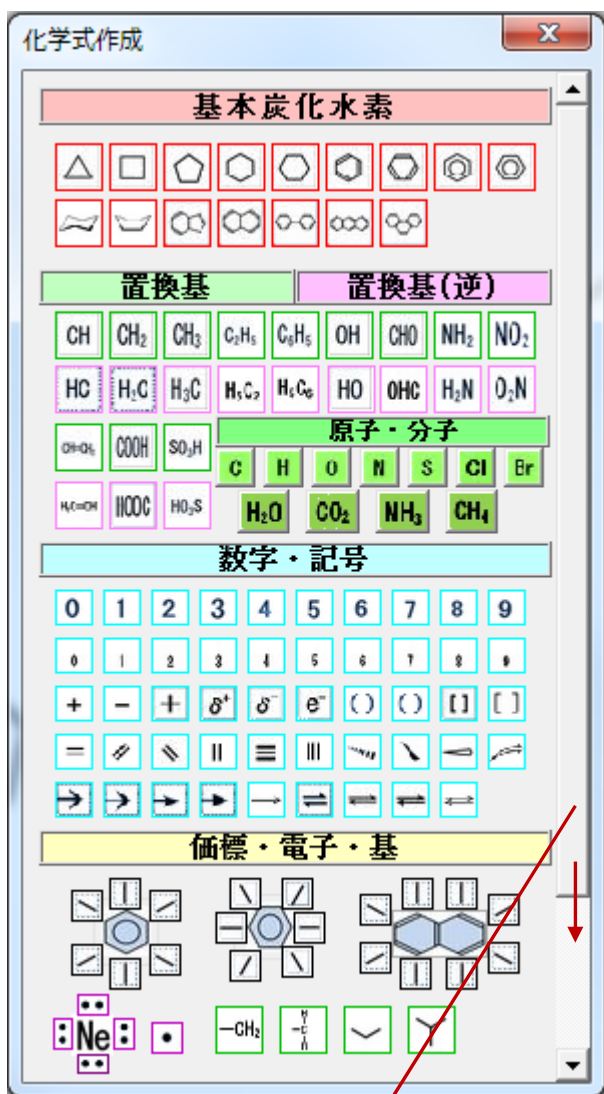 化学式作成
基本炭化水素
置換基 置換基(逆)
CH CH₂ CH₃ C₂H₅ C₆H₅ OH CHO NH₂ NO₂
HC H₂C H₃C H₅C₂ H₅C₆ HO OHC H₂N O₂N
CH=CH₂ COOH SO₃H
原子・分子
C H O N S Cl Br
H₂C=CH HOOC HO₃S
H₂O CO₂ NH₃ CH₄
数字・記号
0 1 2 3 4 5 6 7 8 9
0 1 2 3 4 5 6 7 8 9
+ − + δ⁺ δ⁻ e⁻ ( ) ( ) [ ] [ ]
価標・電子・基
Ne
−CH₂